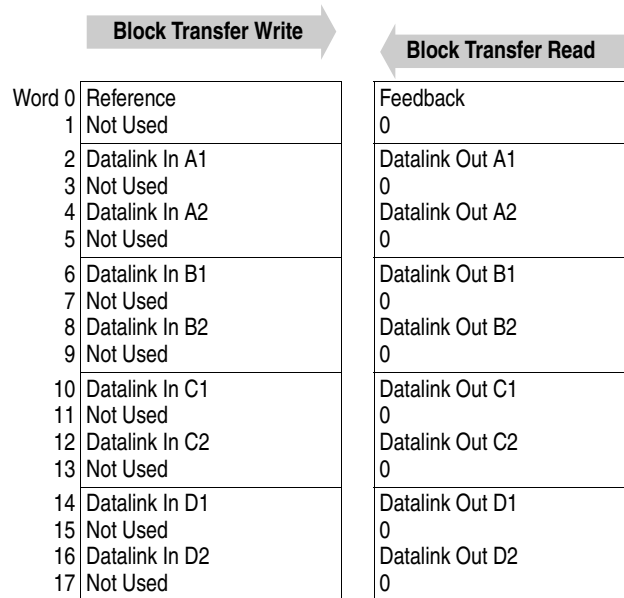 Block Transfer Write
Block Transfer Read
Word 0 Reference Feedback
1 Not Used 0
2 Datalink In A1 Datalink Out A1
3 Not Used 0
4 Datalink In A2 Datalink Out A2
5 Not Used 0
6 Datalink In B1 Datalink Out B1
7 Not Used 0
8 Datalink In B2 Datalink Out B2
9 Not Used 0
10 Datalink In C1 Datalink Out C1
11 Not Used 0
12 Datalink In C2 Datalink Out C2
13 Not Used 0
14 Datalink In D1 Datalink Out D1
15 Not Used 0
16 Datalink In D2 Datalink Out D2
17 Not Used 0